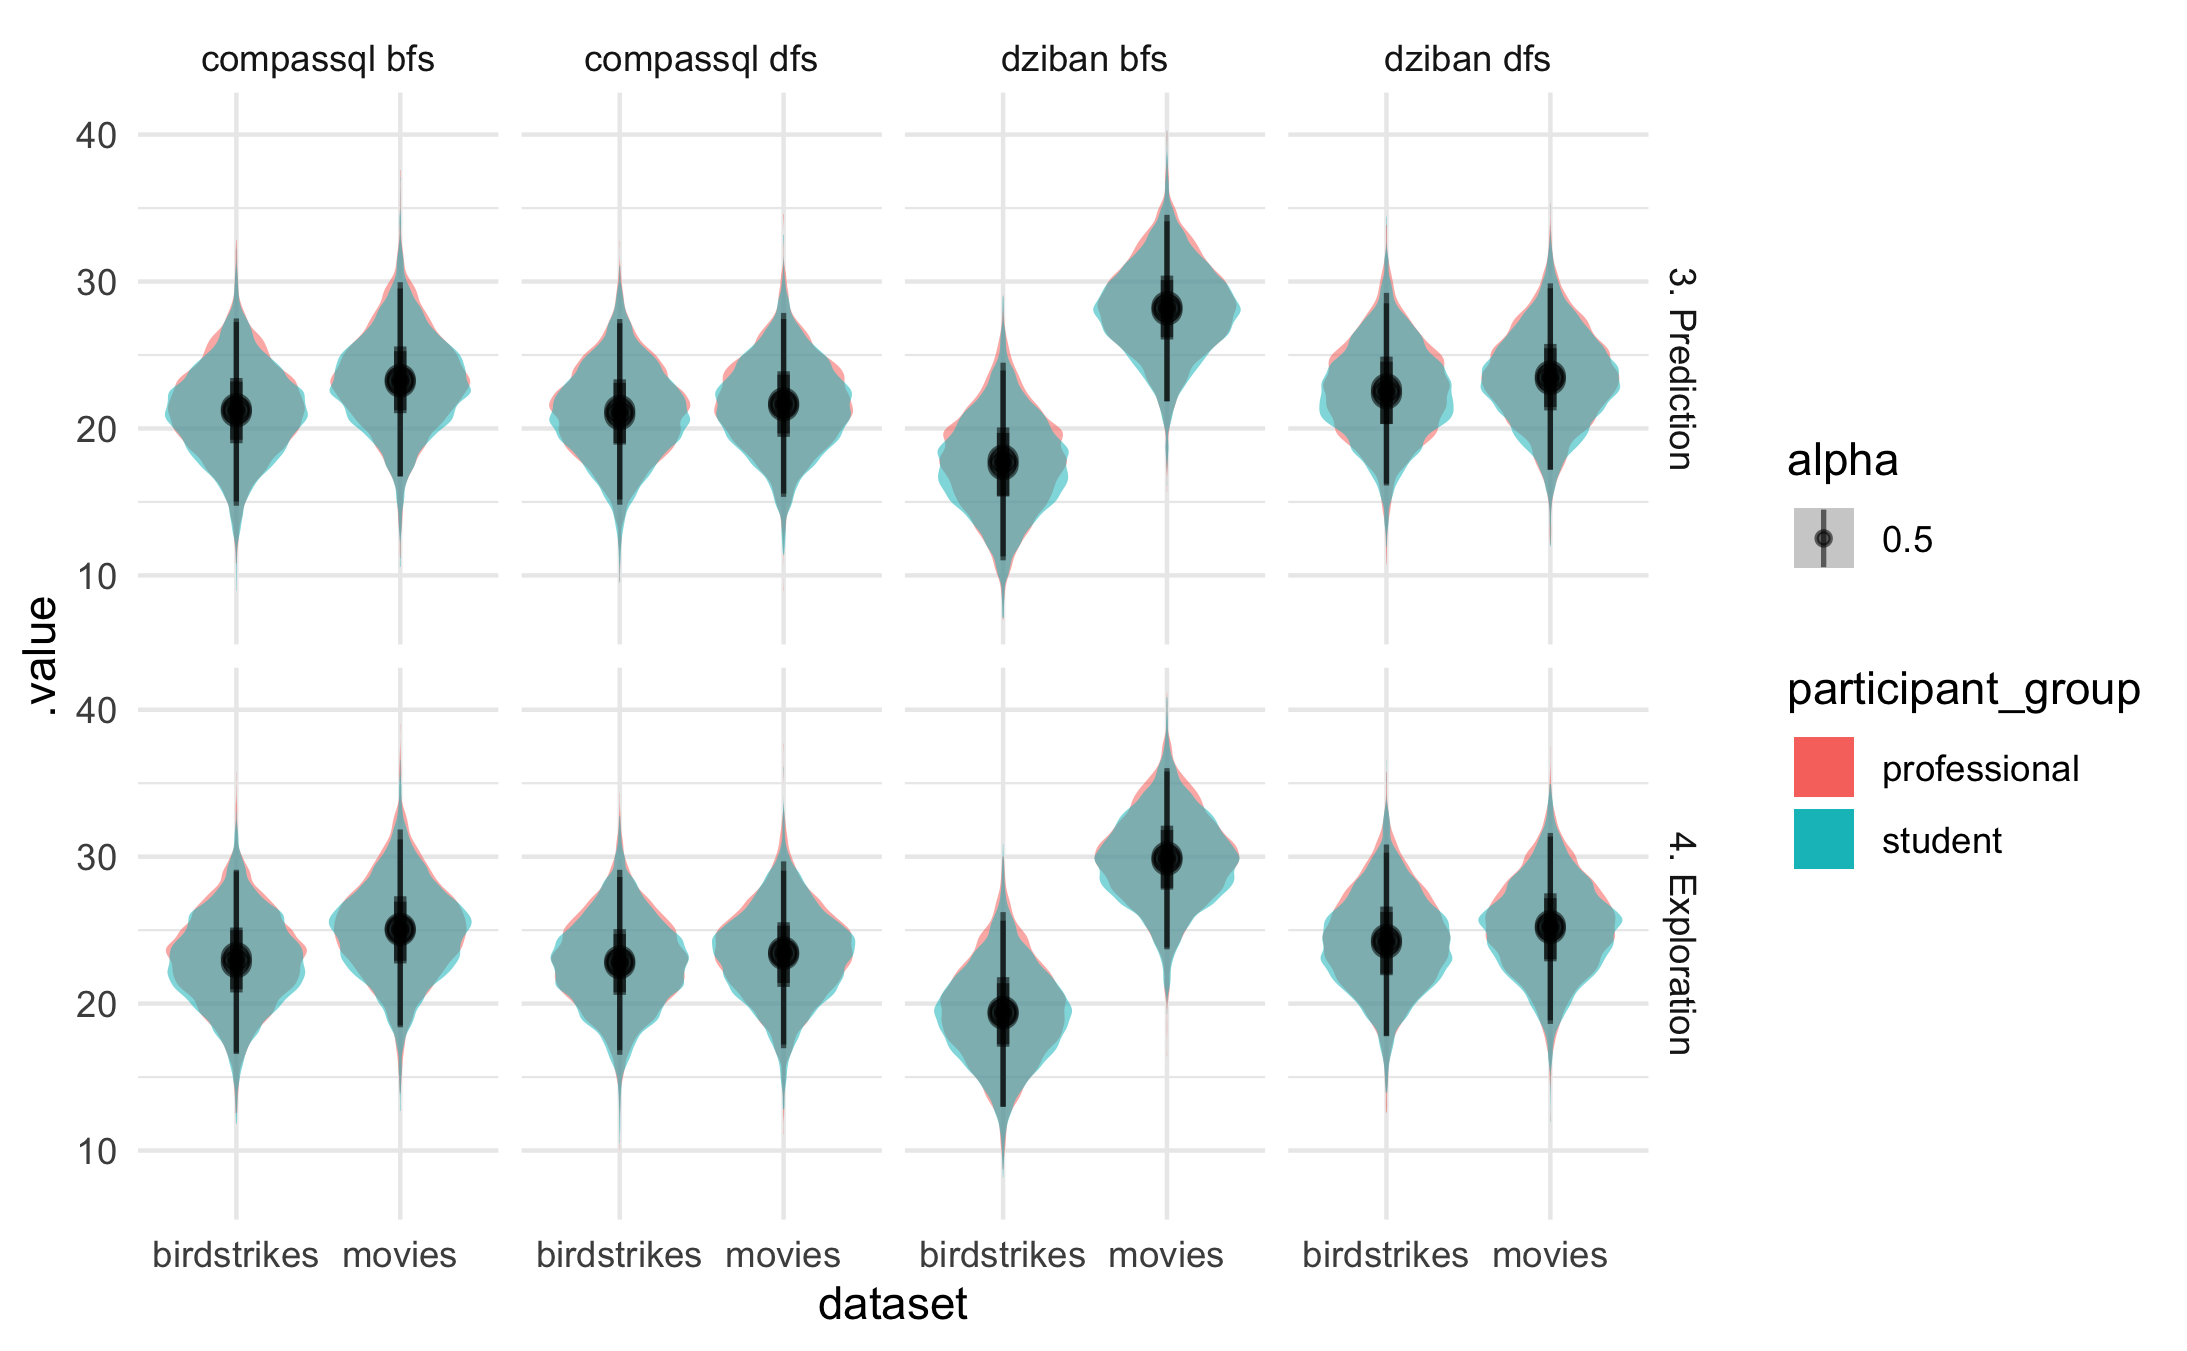 compassql bfs
compassql dfs
dziban bfs
dziban dfs
40
30
20
10
3. Prediction
40
30
20
10
4. Exploration
.value
birdstrikes
movies
birdstrikes
movies
birdstrikes
movies
birdstrikes
movies
dataset
alpha
0.5
participant_group
professional
student